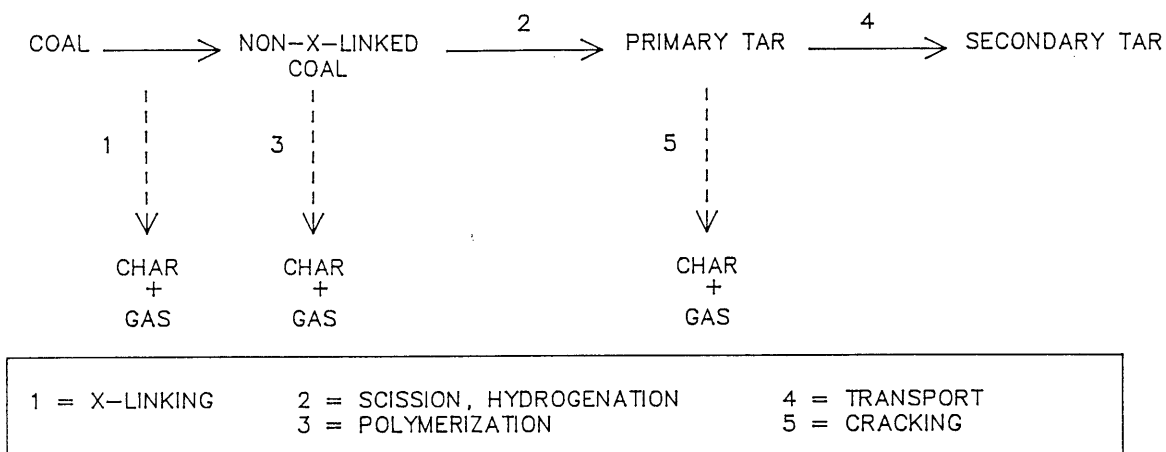 2
4
COAL
NON-X-LINKED
COAL
PRIMARY TAR
SECONDARY TAR
1
3
5
CHAR
+
GAS
CHAR
+
GAS
CHAR
+
GAS
1 = X-LINKING
2 = SCISSION, HYDROGENATION
4 = TRANSPORT
3 = POLYMERIZATION
5 = CRACKING